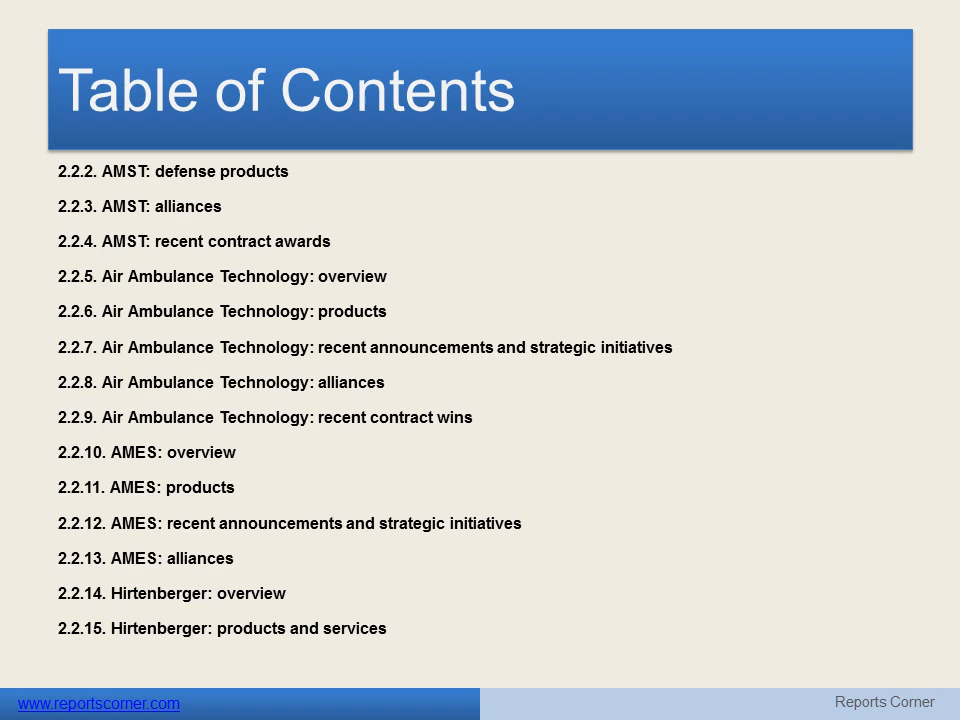 Table of Contents
2.2.2. AMST: defense products
2.2.3. AMST: alliances
2.2.4. AMST: recent contract awards
2.2.5. Air Ambulance Technology: overview
2.2.6. Air Ambulance Technology: products
2.2.7. Air Ambulance Technology: recent announcements and strategic initiatives
2.2.8. Air Ambulance Technology: alliances
2.2.9. Air Ambulance Technology: recent contract wins
2.2.10. AMES: overview
2.2.11. AMES: products
2.2.12. AMES: recent announcements and strategic initiatives
2.2.13. AMES: alliances
2.2.14. Hirtenberger: overview
2.2.15. Hirtenberger: products and services
www.reportscorner.com
Reports Corner